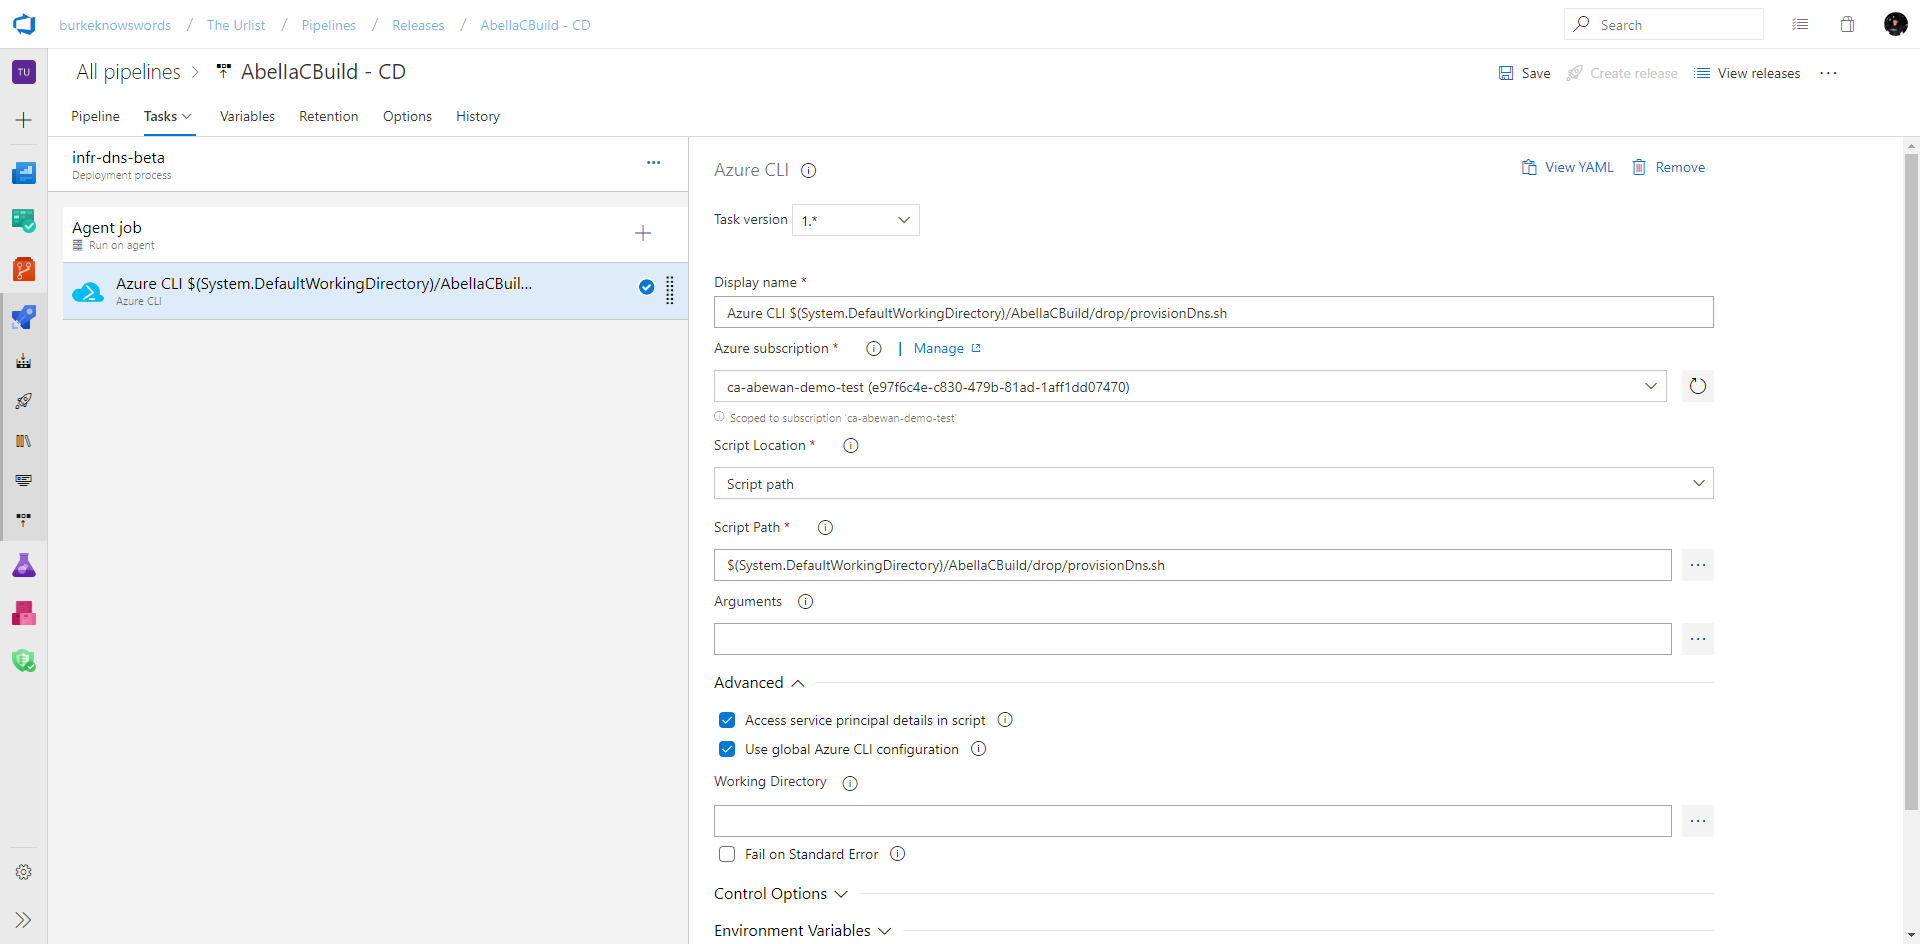 burkeknowswords / The Urlist / Pipelines / Releases / AbeIIaCBuild - CD
Search
TU
All pipelines > AbeIIaCBuild - CD
Save
Create release
View releases
Pipeline
Tasks
Variables
Retention
Options
History
infr-dns-beta
Deployment process
Agent job
Run on agent
Azure CLI $(System.DefaultWorkingDirectory)/AbeIIaCBuil...
Azure CLI
Azure CLI
View YAML
Remove
Task version 1.*
Display name *
Azure CLI $(System.DefaultWorkingDirectory)/AbeIIaCBuild/drop/provisionDns.sh
Azure subscription * | Manage
ca-abewan-demo-test (e97f6c4e-c830-479b-81ad-1aff1dd07470)
Scoped to subscription 'ca-abewan-demo-test'
Script Location *
Script path
Script Path *
$(System.DefaultWorkingDirectory)/AbeIIaCBuild/drop/provisionDns.sh
Arguments
Advanced
Access service principal details in script
Use global Azure CLI configuration
Working Directory
Fail on Standard Error
Control Options
Environment Variables